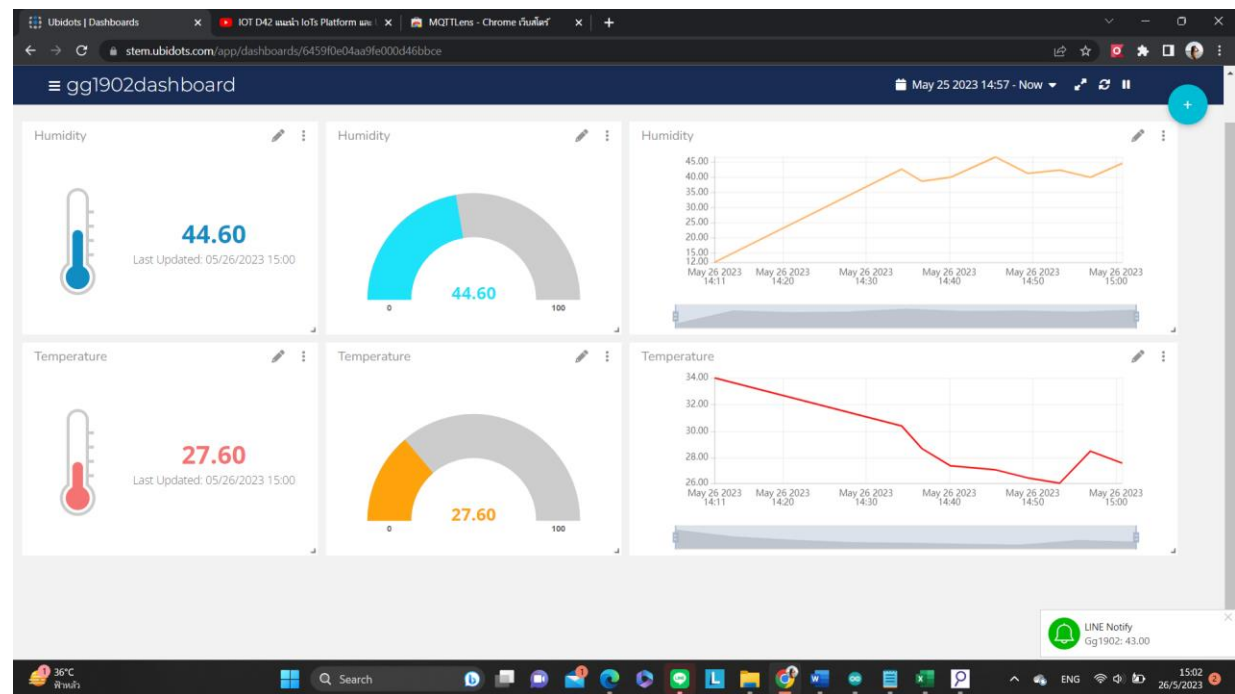 Ubidots | Dashboards
IOT D42 แนะนำ IoTs Platform และ
MQTTLens - Chrome เว็บสโตร์
stem.ubidots.com/app/dashboards/6459f0e04aa9fe000d46bbce
gg1902dashboard
May 25 2023 14:57 - Now
Humidity
44.60
Last Updated: 05/26/2023 15:00
Humidity
44.60
0
100
Humidity
45.00
40.00
35.00
30.00
25.00
20.00
15.00
12.00
May 26 2023 May 26 2023 May 26 2023 May 26 2023 May 26 2023 May 26 2023
14:11 14:20 14:30 14:40 14:50 15:00
Temperature
27.60
Last Updated: 05/26/2023 15:00
Temperature
27.60
0
100
Temperature
34.00
32.00
30.00
28.00
26.00
May 26 2023 May 26 2023 May 26 2023 May 26 2023 May 26 2023 May 26 2023
14:11 14:20 14:30 14:40 14:50 15:00
LINE Notify
Gg1902: 43.00
36°C
ฟ้าหลัว
Search
ENG
15:02
26/5/2023
2